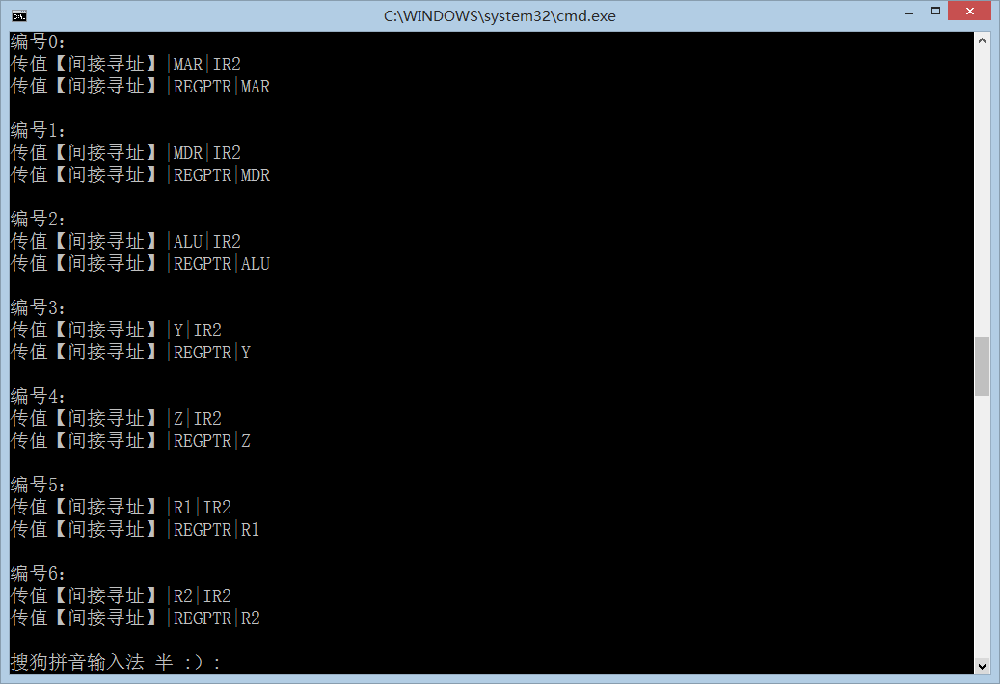 C:\WINDOWS\system32\cmd.exe
编号0:
传值【间接寻址】|MAR|IR2
传值【间接寻址】|REGPTR|MAR
编号1:
传值【间接寻址】|MDR|IR2
传值【间接寻址】|REGPTR|MDR
编号2:
传值【间接寻址】|ALU|IR2
传值【间接寻址】|REGPTR|ALU
编号3:
传值【间接寻址】|Y|IR2
传值【间接寻址】|REGPTR|Y
编号4:
传值【间接寻址】|Z|IR2
传值【间接寻址】|REGPTR|Z
编号5:
传值【间接寻址】|R1|IR2
传值【间接寻址】|REGPTR|R1
编号6:
传值【间接寻址】|R2|IR2
传值【间接寻址】|REGPTR|R2
搜狗拼音输入法 半 :) :